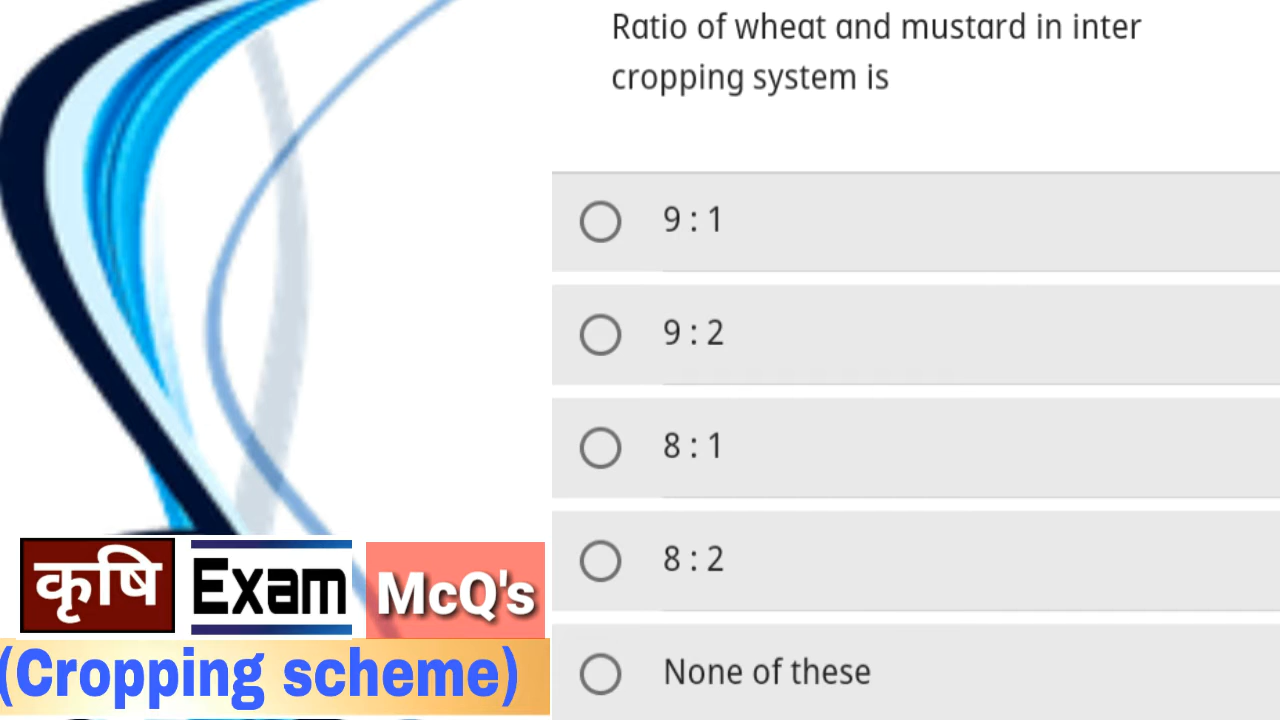 Ratio of wheat and mustard in inter
cropping system is
9 : 1
9 : 2
8 : 1
8 : 2
None of these
कृषि Exam McQ's
(Cropping scheme)